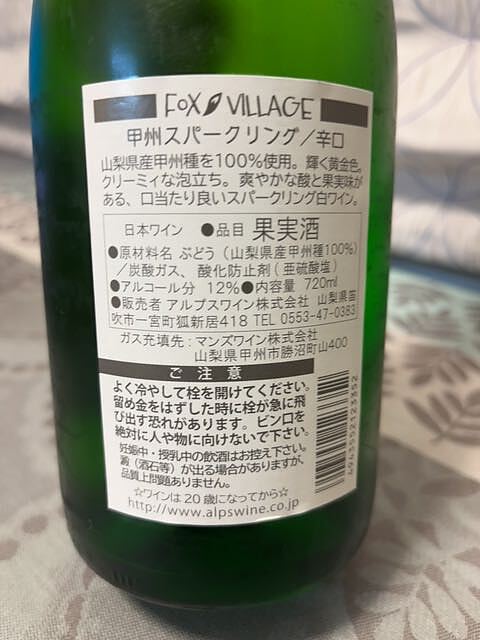 FOX VILLAGE
甲州スパークリング/辛口
山梨県産甲州種を100%使用。輝く黄金色。
クリーミィな泡立ち。爽やかな酸と果実味が
ある、口当たり良いスパークリング白ワイン。
日本ワイン ●品目 果実酒
●原材料名 ぶどう(山梨県産甲州種100%)
/炭酸ガス、酸化防止剤(亜硫酸塩)
●アルコール分 12% ●内容量 720ml
●販売者 アルプスワイン株式会社 山梨県笛
吹市一宮町狐新居418 TEL 0553-47-0383
ガス充填先:マンズワイン株式会社
山梨県甲州市勝沼町山400
ご注意
よく冷やして栓を開けてください。
留め金をはずした時に栓が急に飛
び出す恐れがあります。ビン口を
絶対に人や物に向けないで下さい。
妊娠中・授乳中の飲酒はお控え下さい。
澱(酒石等)が出る場合がありますが、
品質上問題ありません。
☆ワインは20歳になってから☆
http://www.alpswine.co.jp
4963552123352